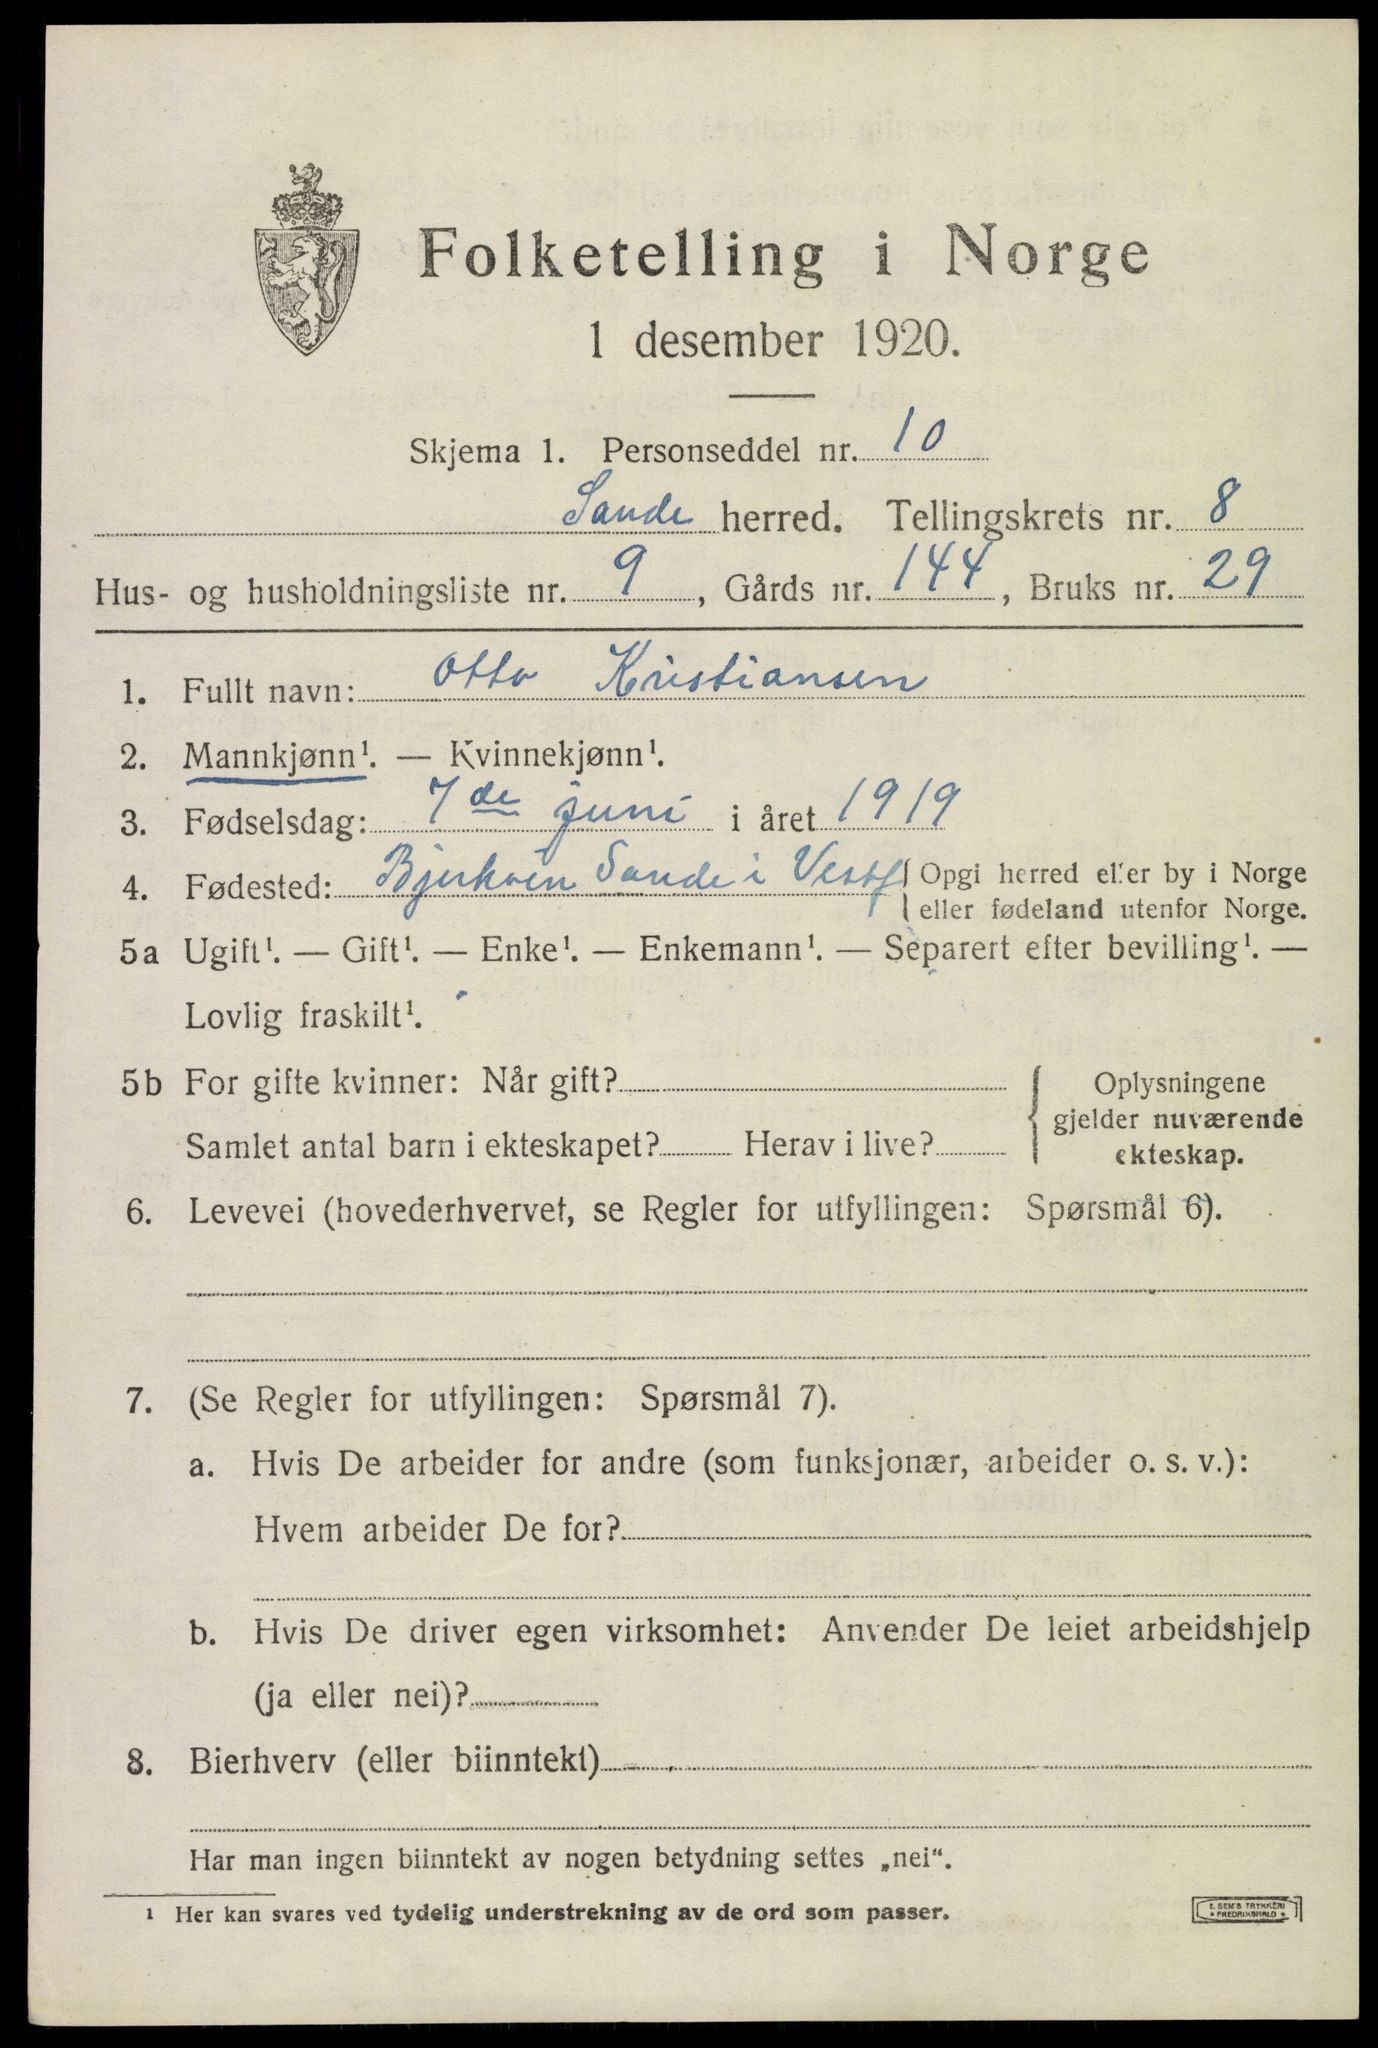 Folketelling i Norge
1 desember 1920.
Skjema 1. Personseddel nr. 10
Sande herred. Tellingskrets nr. 8
Hus- og husholdningsliste nr. 9, Gårds nr. 144, Bruks nr. 29
1. Fullt navn: Otto Kristiansen
2. Mannkjønn¹. — Kvinnekjønn¹.
3. Fødselsdag: 7de juni i året 1919
4. Fødested: Sande i Vestf { Opgi herred eller by i Norge
eller fødeland utenfor Norge.
5a Ugift¹. — Gift¹. — Enke¹. — Enkemann¹. — Separert efter bevilling¹. —
Lovlig fraskilt¹.
5b For gifte kvinner: Når gift? { Oplysningene
gjelder nuværende
Samlet antal barn i ekteskapet? Herav i live? ekteskap.
6. Levevei (hovederhvervet, se Regler for utfyllingen: Spørsmål 6).
7. (Se Regler for utfyllingen: Spørsmål 7).
a. Hvis De arbeider for andre (som funksjonær, arbeider o. s. v.):
Hvem arbeider De for?
b. Hvis De driver egen virksomhet: Anvender De leiet arbeidshjelp
(ja eller nei)?
8. Bierhverv (eller biinntekt)
Har man ingen biinntekt av nogen betydning settes „nei“.
¹ Her kan svares ved tydelig understrekning av de ord som passer.
E. SEM'S TRYKKERI
* FREDRIKSHALD *